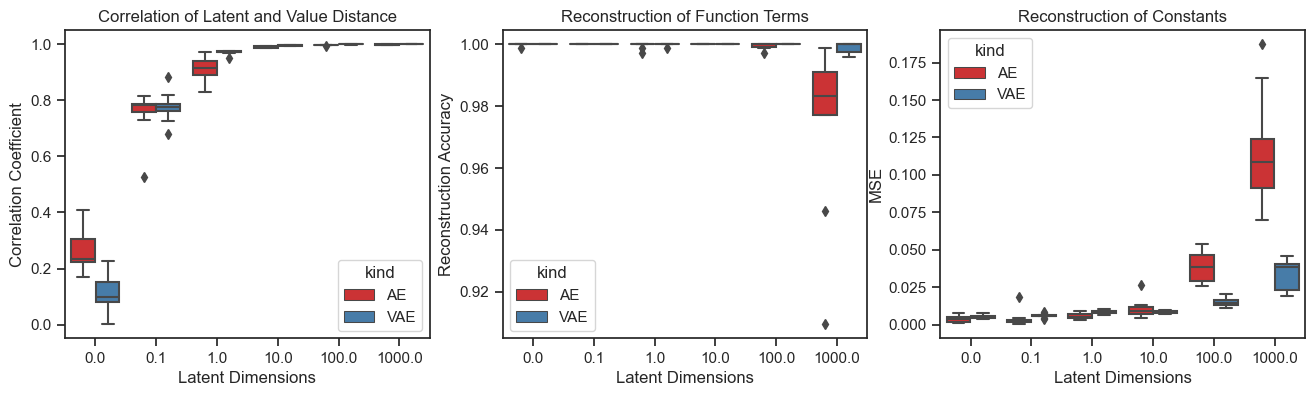 Correlation of Latent and Value Distance
Correlation Coefficient
1.0
0.8
0.6
0.4
0.2
0.0
kind
AE
VAE
0.0 0.1 1.0 10.0 100.0 1000.0
Latent Dimensions
Reconstruction of Function Terms
Reconstruction Accuracy
1.00
0.98
0.96
0.94
0.92
kind
AE
VAE
0.0 0.1 1.0 10.0 100.0 1000.0
Latent Dimensions
Reconstruction of Constants
MSE
0.175
0.150
0.125
0.100
0.075
0.050
0.025
0.000
kind
AE
VAE
0.0 0.1 1.0 10.0 100.0 1000.0
Latent Dimensions